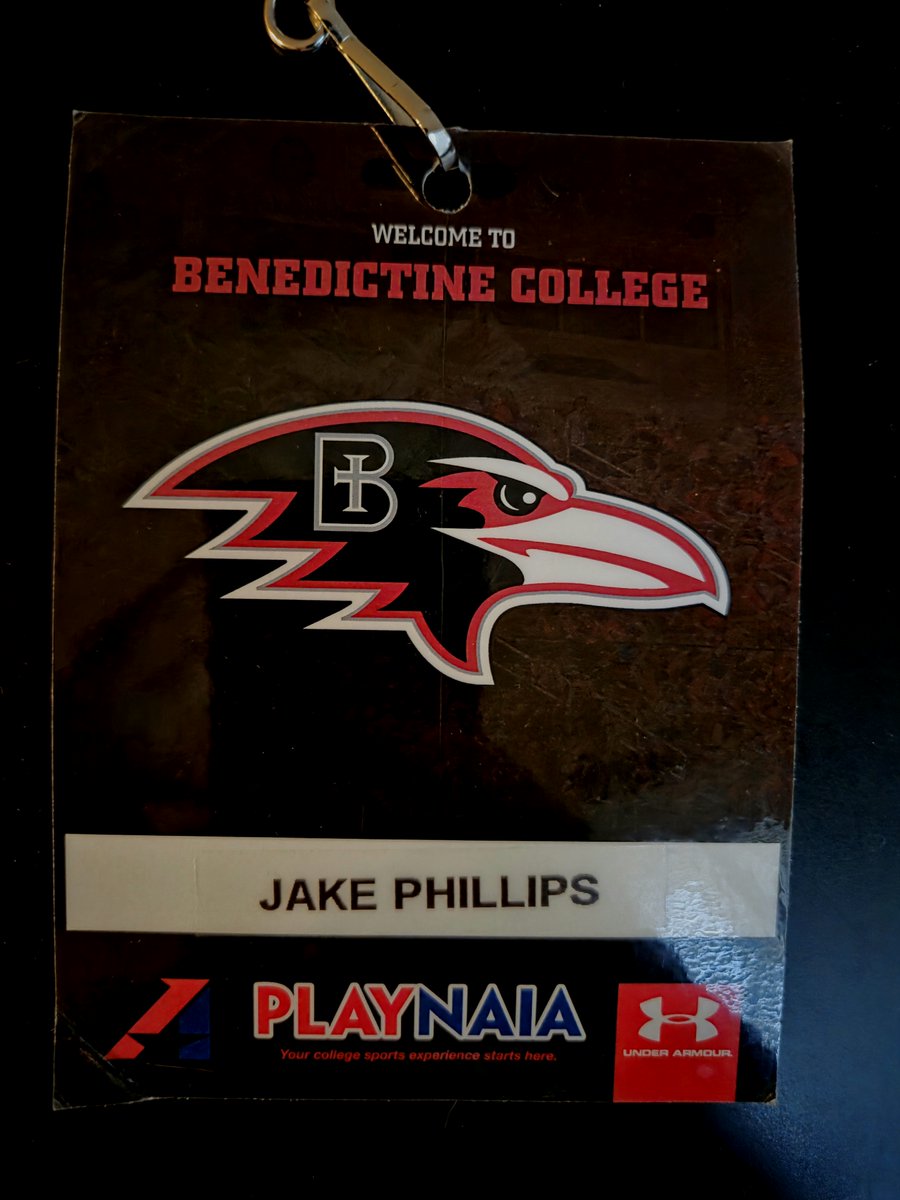 WELCOME TO
BENEDICTINE COLLEGE
B
JAKE PHILLIPS
PLAYNAIA
Your college sports experience starts here.
UNDER ARMOUR